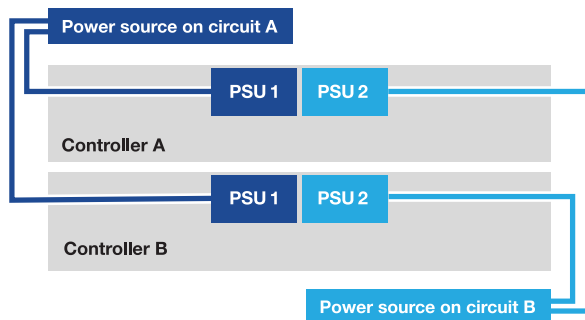 Power source on circuit A
PSU 1
PSU 2
Controller A
PSU 1
PSU 2
Controller B
Power source on circuit B